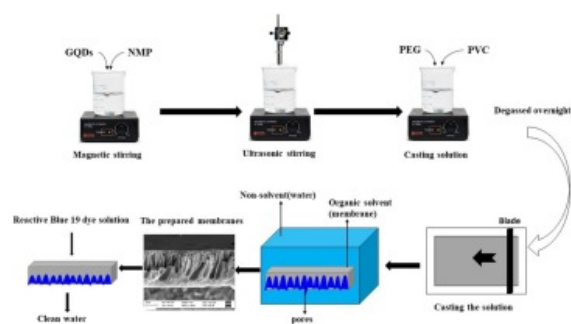 GQDs NMP
PEG PVC
Magnetic stirring
Ultrasonic stirring
Casting solution
Degassed overnight
Non-solvent(water)
Organic solvent
(membrane)
Blade
Reactive Blue 19 dye solution
The prepared membranes
Clean water
pores
Casting the solution